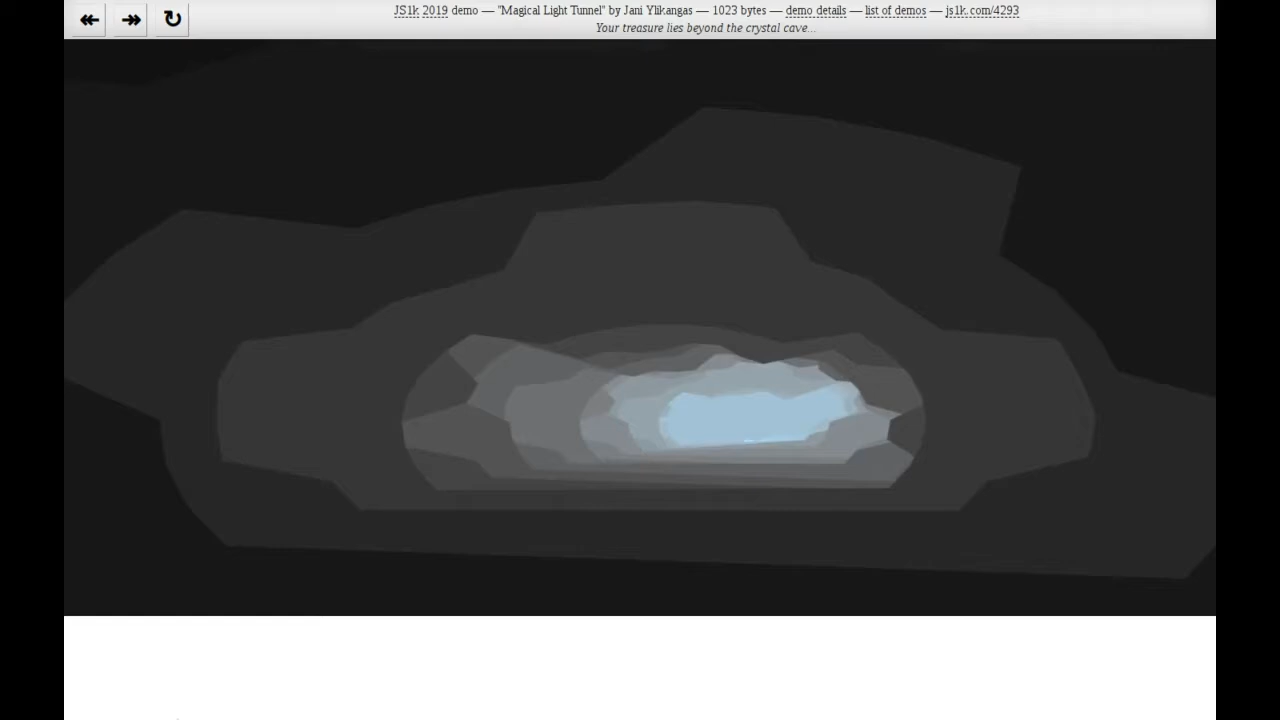 JS1k 2019 demo — "Magical Light Tunnel" by Jani Ylikangas — 1023 bytes — demo details — list of demos — js1k.com/4293
Your treasure lies beyond the crystal cave...